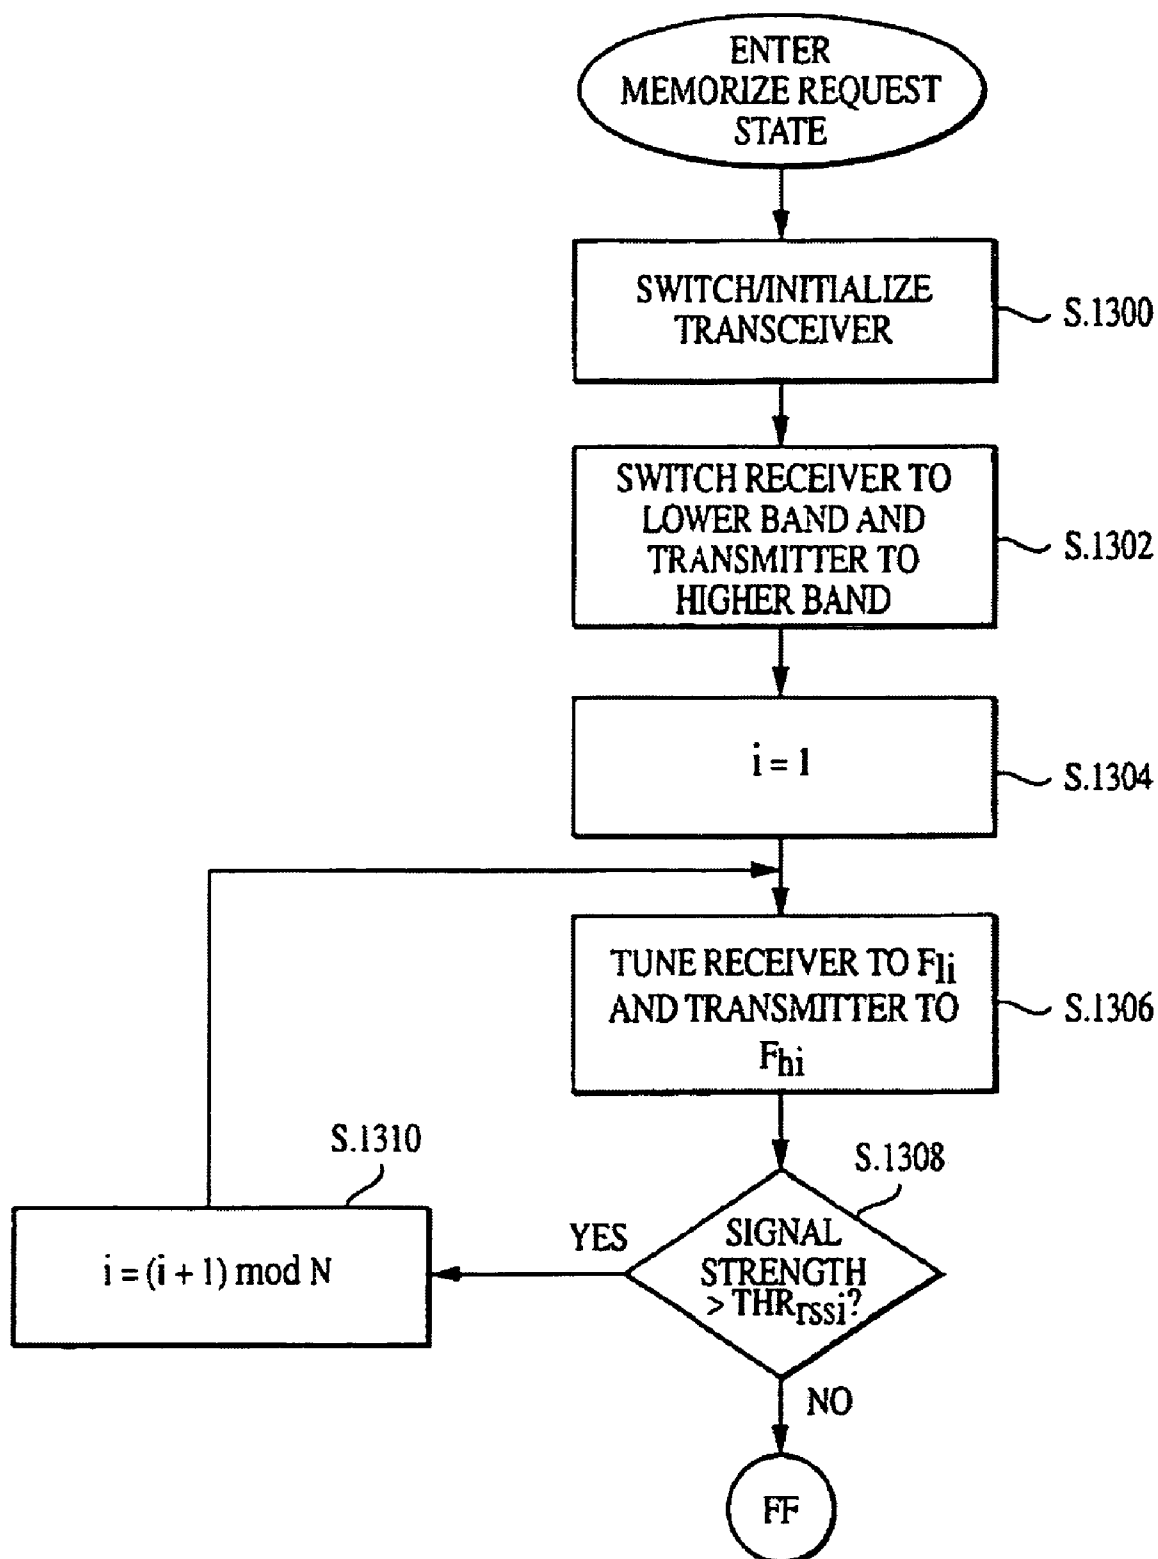 ENTER
MEMORIZE REQUEST
STATE
SWITCH/INITIALIZE
TRANSCEIVER
S.1300
SWITCH RECEIVER TO
LOWER BAND AND
TRANSMITTER TO
HIGHER BAND
S.1302
i = 1
S.1304
TUNE RECEIVER TO Fli
AND TRANSMITTER TO
Fhi
S.1306
S.1310
i = (i + 1) mod N
YES
S.1308
SIGNAL
STRENGTH
> THRrssi?
NO
FF